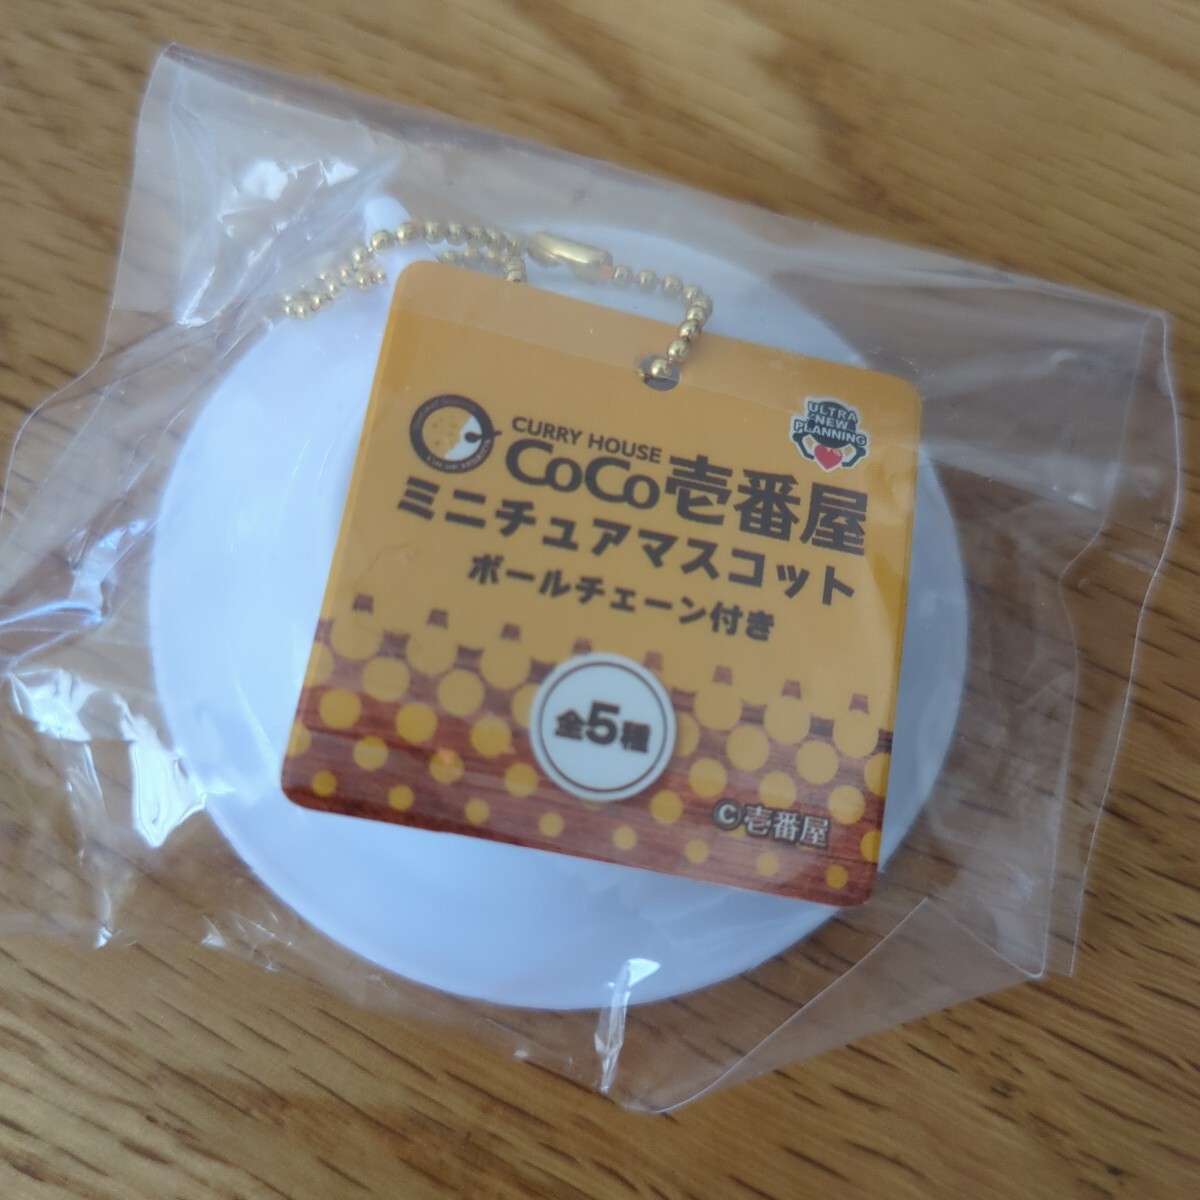 ULTRA
NEW
PLANNING
CURRY HOUSE
CoCo壱番屋
ミニチュアマスコット
ボールチェーン付き
全5種
©壱番屋